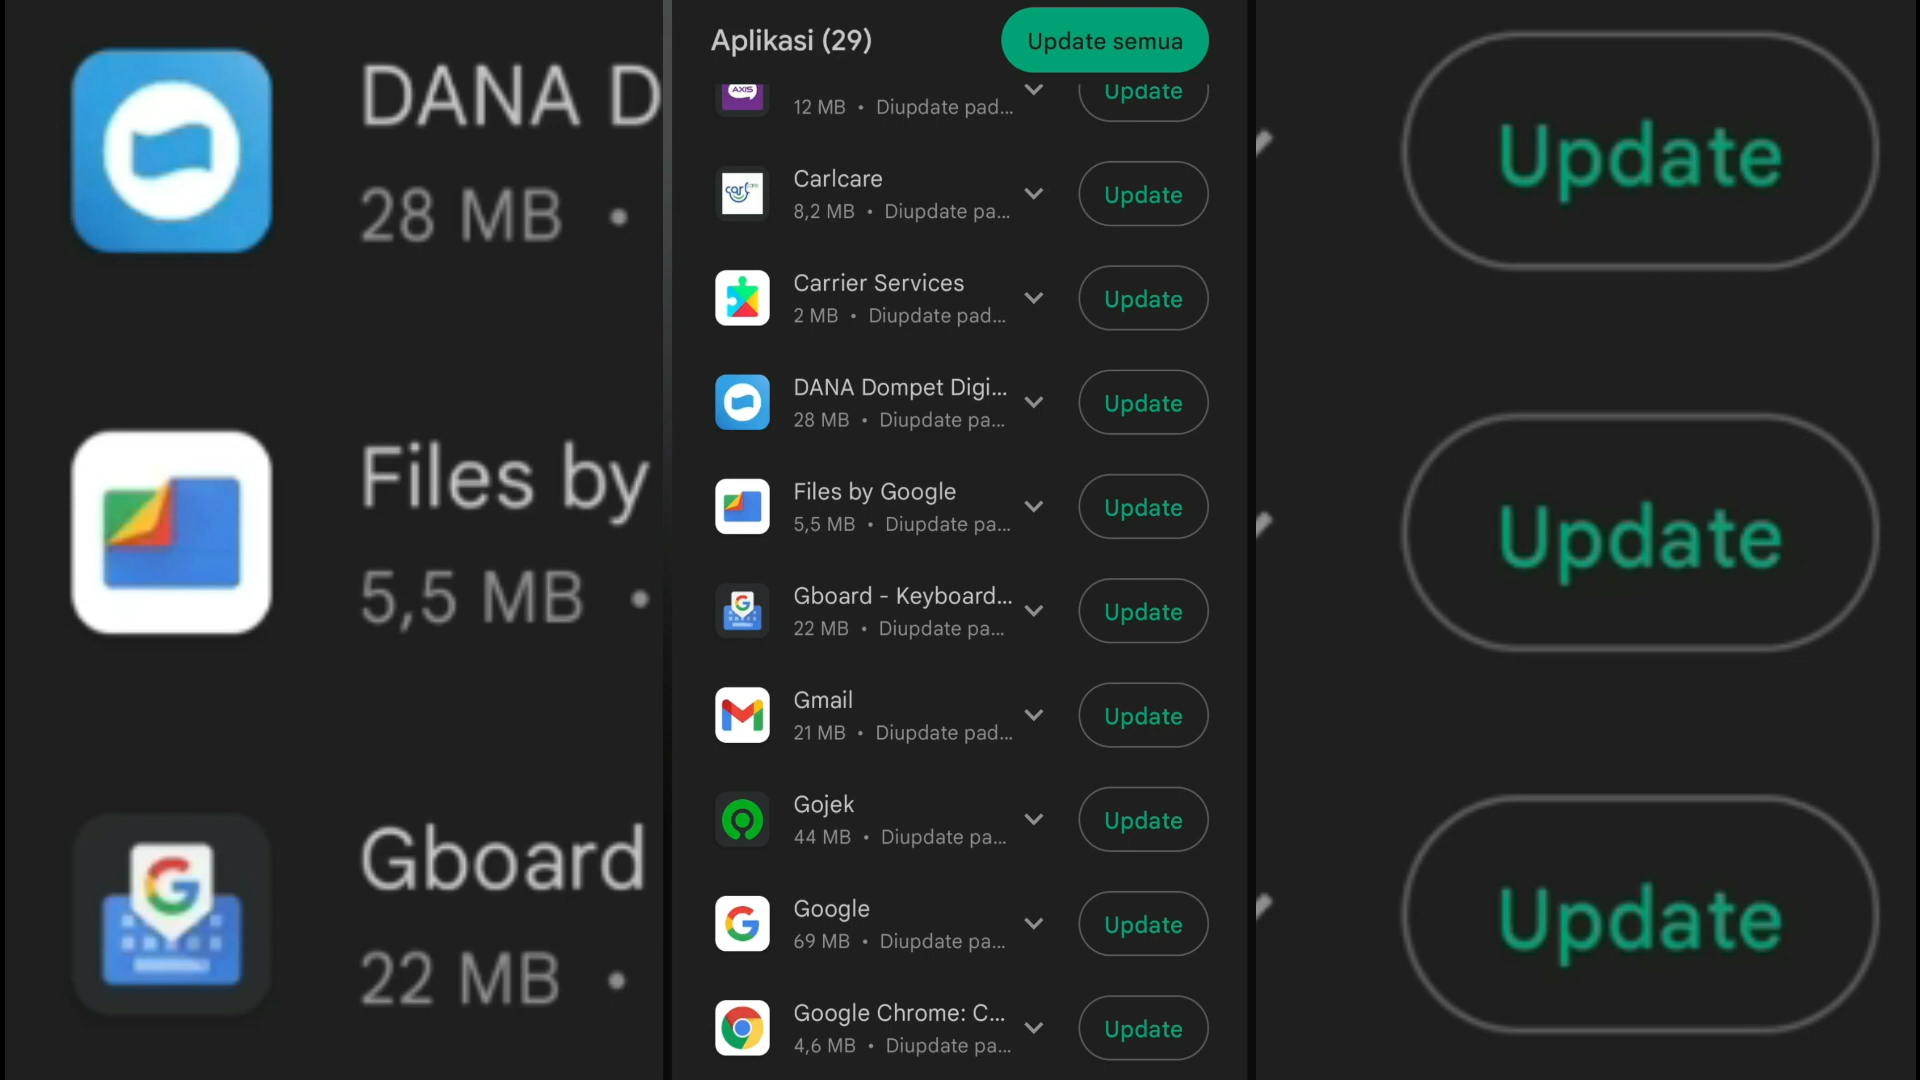 DANA D
28 MB •
Files by
5,5 MB •
Gboard
22 MB •
Aplikasi (29)
Update semua
AXIS
12 MB • Diupdate pad...
Update
Carlcare
8,2 MB • Diupdate pa...
Update
Carrier Services
2 MB • Diupdate pad...
Update
DANA Dompet Digi...
28 MB • Diupdate pa...
Update
Files by Google
5,5 MB • Diupdate pa...
Update
Gboard - Keyboard...
22 MB • Diupdate pa...
Update
Gmail
21 MB • Diupdate pad...
Update
Gojek
44 MB • Diupdate pa...
Update
Google
69 MB • Diupdate pa...
Update
Google Chrome: C...
4,6 MB • Diupdate pa...
Update
Update
Update
Update